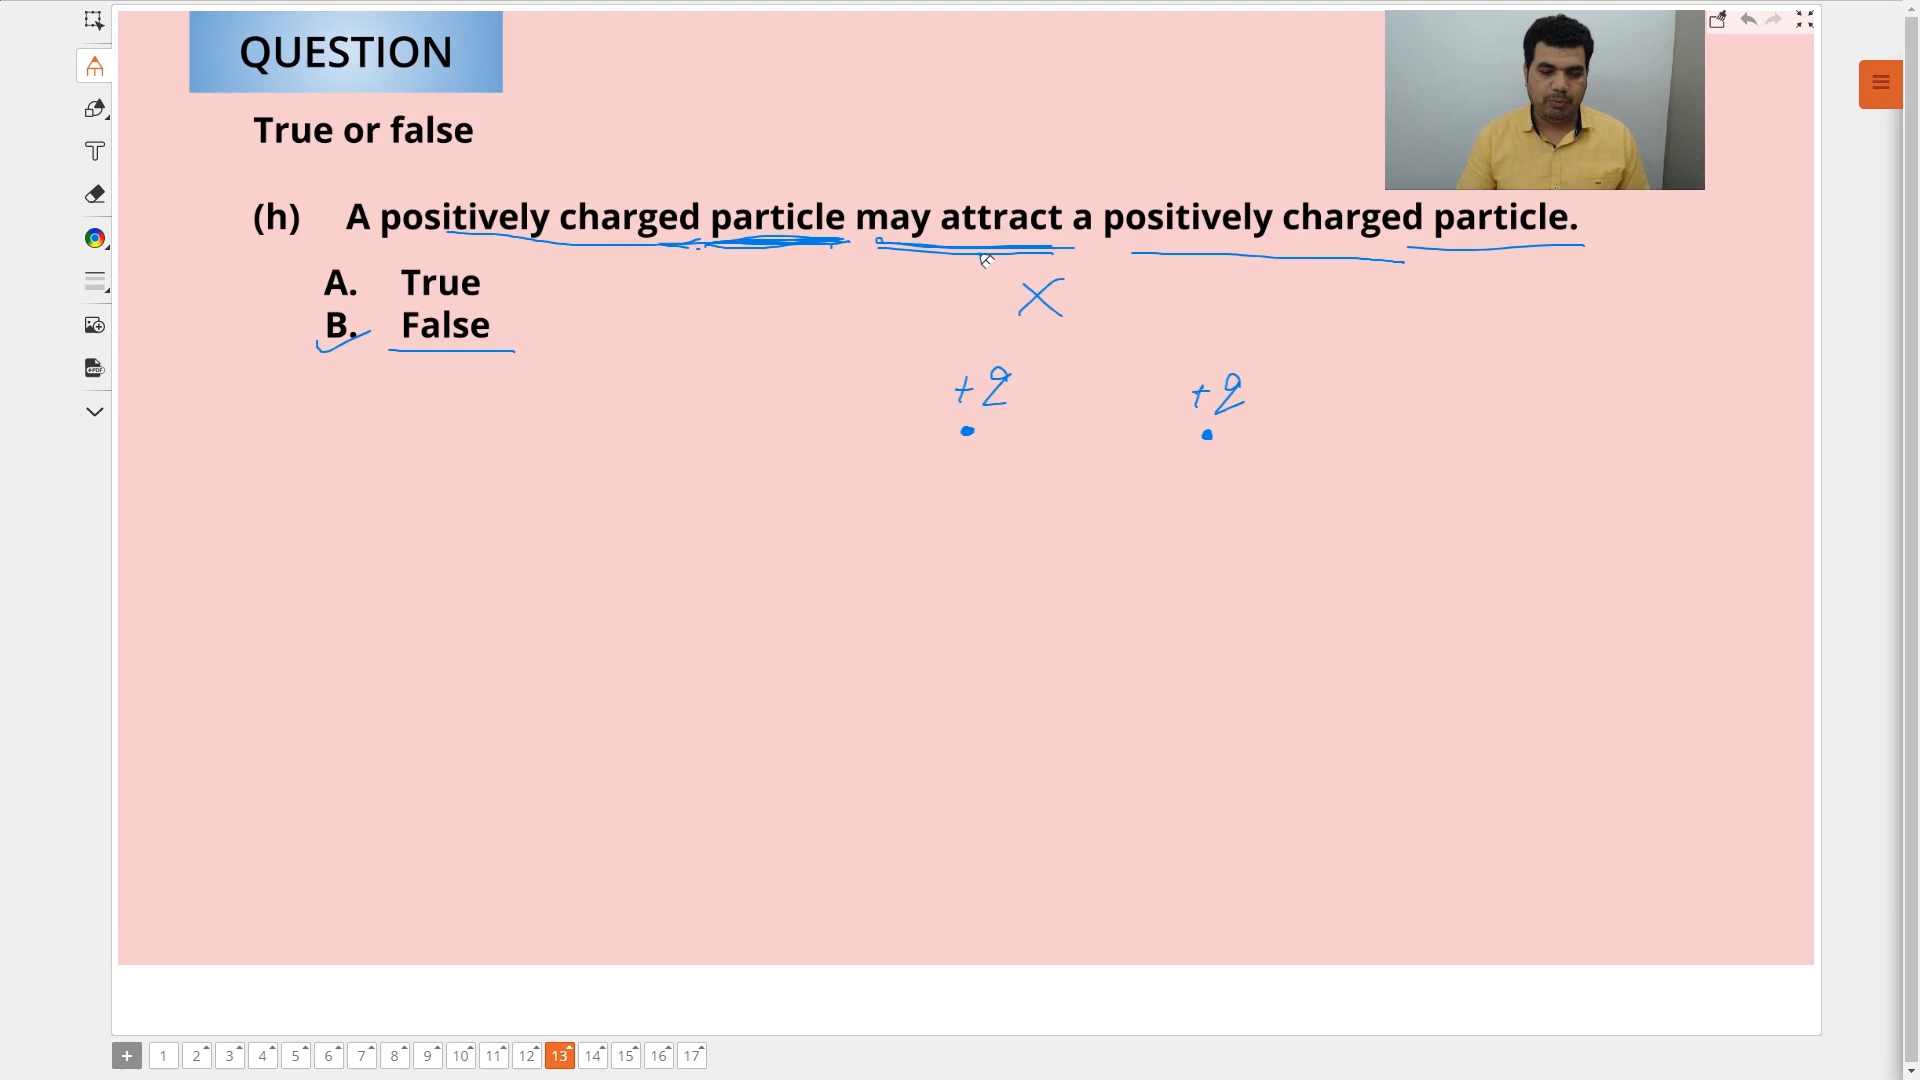 QUESTION
True or false
(h) A positively charged particle may attract a positively charged particle.
A. True
B. False
+q +q
+ 1 2 3 4 5 6 7 8 9 10 11 12 13 14 15 16 17